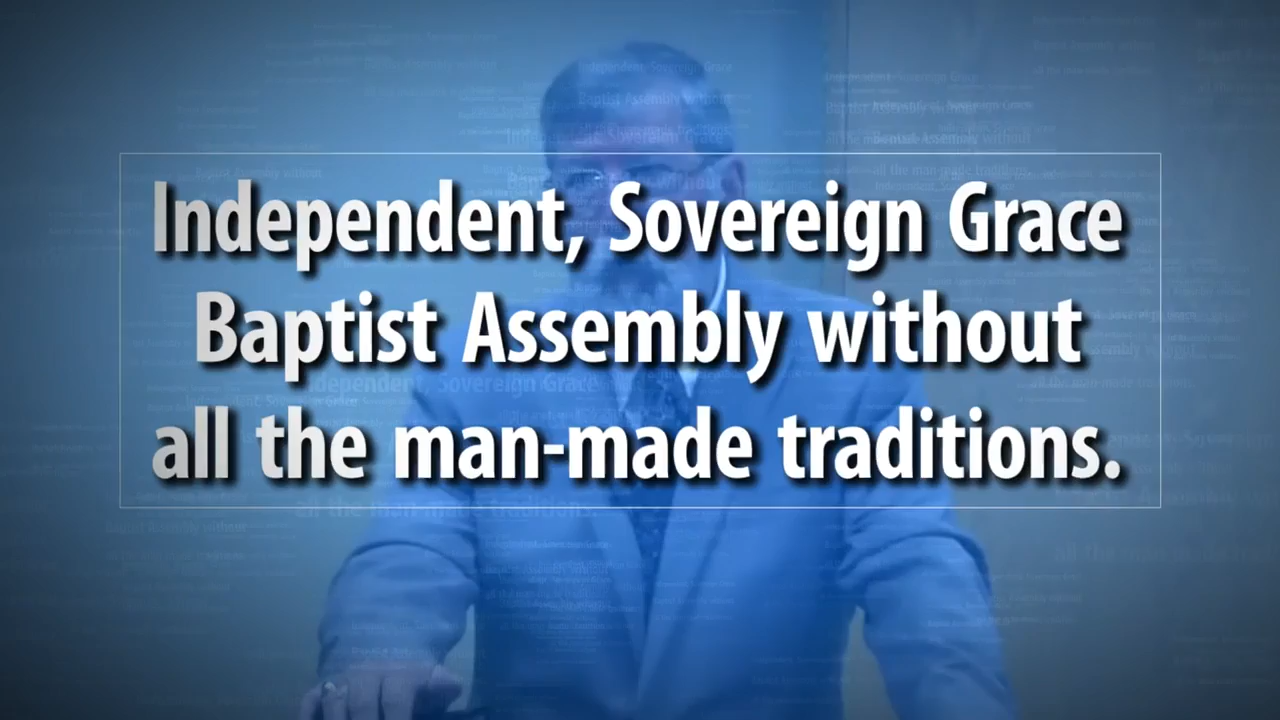 Independent, Sovereign Grace
Baptist Assembly without
all the man-made traditions.